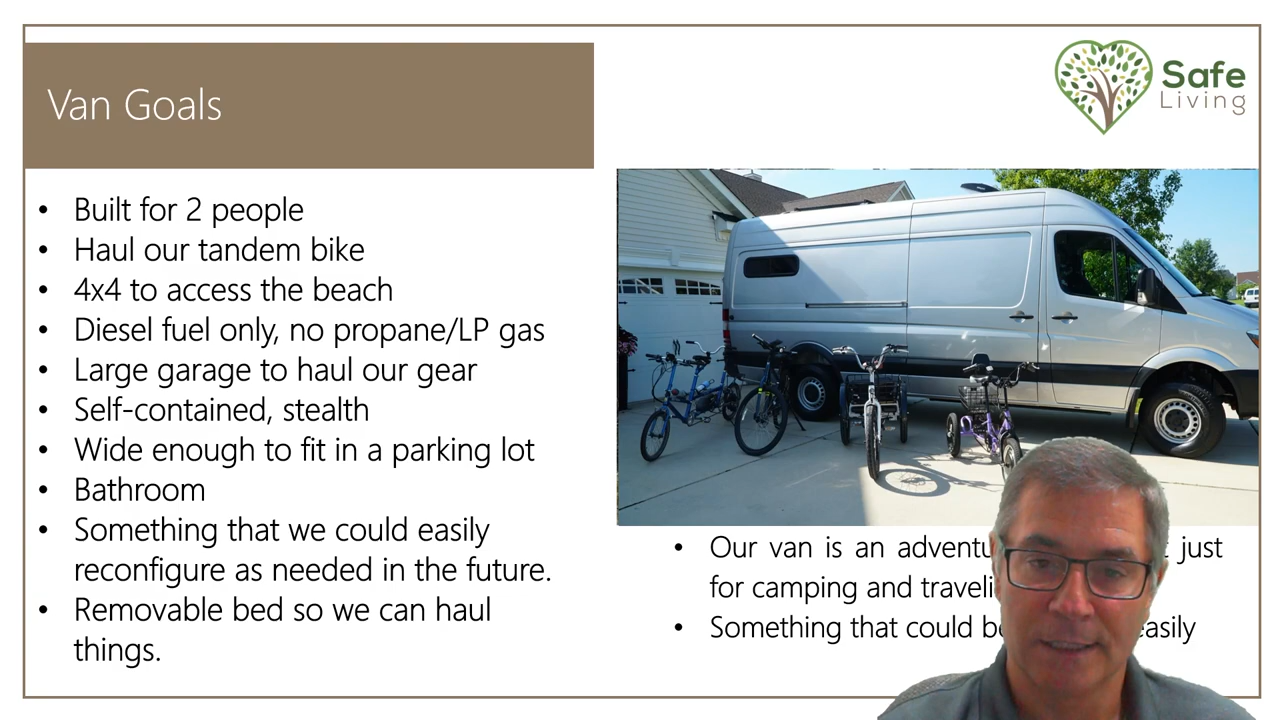 Van Goals
Safe
Living
• Built for 2 people
• Haul our tandem bike
• 4x4 to access the beach
• Diesel fuel only, no propane/LP gas
• Large garage to haul our gear
• Self-contained, stealth
• Wide enough to fit in a parking lot
• Bathroom
• Something that we could easily
reconfigure as needed in the future.
• Removable bed so we can haul
things.
• Our van is an just
for camping and
• Something that could easily